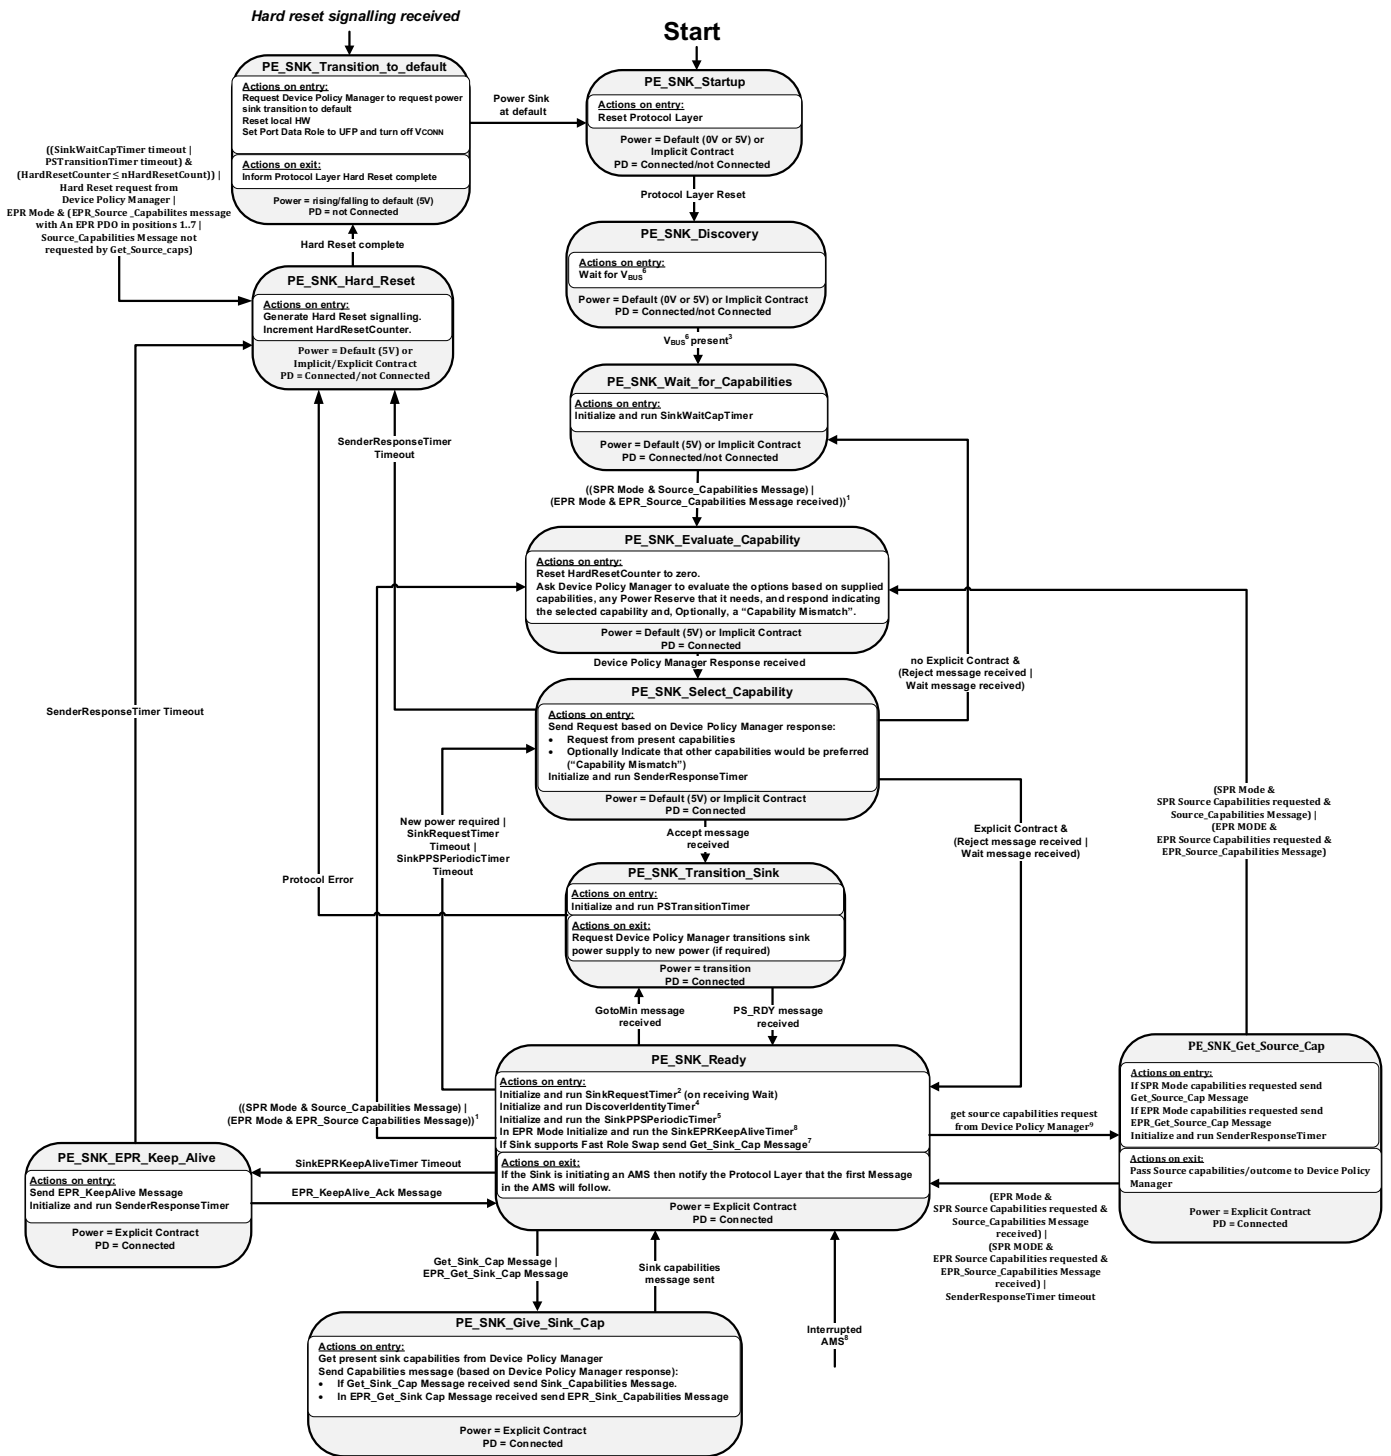 Hard reset signalling received
Start
PE_SNK_Transition_to_default
Actions on entry:
Request Device Policy Manager to request power
sink transition to default
Reset local HW
Set Port Data Role to UFP and turn off VCONN
Actions on exit:
Inform Protocol Layer Hard Reset complete
Power = rising/falling to default (5V)
PD = not Connected
Power Sink
at default
PE_SNK_Startup
Actions on entry:
Reset Protocol Layer
Power = Default (0V or 5V) or
Implicit Contract
PD = Connected/not Connected
((SinkWaitCapTimer timeout |
PSTransitionTimer timeout) &
(HardResetCounter ≤ nHardResetCount)) |
Hard Reset request from
Device Policy Manager |
EPR Mode & (EPR_Source _Capabilites message
with An EPR PDO in positions 1..7 |
Source_Capabilities Message not
requested by Get_Source_caps)
Protocol Layer Reset
Hard Reset complete
PE_SNK_Discovery
Actions on entry:
Wait for VBUS6
Power = Default (0V or 5V) or Implicit Contract
PD = Connected/not Connected
PE_SNK_Hard_Reset
Actions on entry:
Generate Hard Reset signalling.
Increment HardResetCounter.
Power = Default (5V) or
Implicit/Explicit Contract
PD = Connected/not Connected
VBUS6 present3
PE_SNK_Wait_for_Capabilities
Actions on entry:
Initialize and run SinkWaitCapTimer
Power = Default (5V) or Implicit Contract
PD = Connected/not Connected
SenderResponseTimer
Timeout
((SPR Mode & Source_Capabilities Message) |
(EPR Mode & EPR_Source_Capabilities Message received))1
PE_SNK_Evaluate_Capability
Actions on entry:
Reset HardResetCounter to zero.
Ask Device Policy Manager to evaluate the options based on supplied
capabilities, any Power Reserve that it needs, and respond indicating
the selected capability and, Optionally, a “Capability Mismatch”.
Power = Default (5V) or Implicit Contract
PD = Connected
Device Policy Manager Response received
no Explicit Contract &
(Reject message received |
Wait message received)
SenderResponseTimer Timeout
PE_SNK_Select_Capability
Actions on entry:
Send Request based on Device Policy Manager response:
• Request from present capabilities
• Optionally Indicate that other capabilities would be preferred
(“Capability Mismatch”)
Initialize and run SenderResponseTimer
Power = Default (5V) or Implicit Contract
PD = Connected
New power required |
SinkRequestTimer
Timeout |
SinkPPSPeriodicTimer
Timeout
Accept message
received
Explicit Contract &
(Reject message received |
Wait message received)
(SPR Mode &
SPR Source Capabilities requested &
Source_Capabilities Message) |
(EPR MODE &
EPR Source Capabilities requested &
EPR_Source_Capabilities Message)
Protocol Error
PE_SNK_Transition_Sink
Actions on entry:
Initialize and run PSTransitionTimer
Actions on exit:
Request Device Policy Manager transitions sink
power supply to new power (if required)
Power = transition
PD = Connected
GotoMin message
received
PS_RDY message
received
PE_SNK_Ready
Actions on entry:
Initialize and run SinkRequestTimer2 (on receiving Wait)
Initialize and run DiscoverIdentityTimer4
Initialize and run the SinkPPSPeriodicTimer5
In EPR Mode Initialize and run the SinkEPRKeepAliveTimer8
If Sink supports Fast Role Swap send Get_Sink_Cap Message7
Actions on exit:
If the Sink is initiating an AMS then notify the Protocol Layer that the first Message
in the AMS will follow.
Power = Explicit Contract
PD = Connected
((SPR Mode & Source_Capabilities Message) |
(EPR Mode & EPR_Source Capabilities Message))1
get source capabilities request
from Device Policy Manager9
PE_SNK_Get_Source_Cap
Actions on entry:
If SPR Mode capabilities requested send
Get_Source_Cap Message
If EPR Mode capabilities requested send
EPR_Get_Source_Cap Message
Initialize and run SenderResponseTimer
Actions on exit:
Pass Source capabilities/outcome to Device Policy
Manager
Power = Explicit Contract
PD = Connected
PE_SNK_EPR_Keep_Alive
Actions on entry:
Send EPR_KeepAlive Message
Initialize and run SenderResponseTimer
Power = Explicit Contract
PD = Connected
SinkEPRKeepAliveTimer Timeout
EPR_KeepAlive_Ack Message
(EPR Mode &
SPR Source Capabilities requested &
Source_Capabilities Message
received) |
(SPR MODE &
EPR Source Capabilities requested &
EPR_Source_Capabilities Message
received) |
SenderResponseTimer timeout
Get_Sink_Cap Message |
EPR_Get_Sink_Cap Message
Sink capabilities
message sent
Interrupted
AMS8
PE_SNK_Give_Sink_Cap
Actions on entry:
Get present sink capabilities from Device Policy Manager
Send Capabilities message (based on Device Policy Manager response):
• If Get_Sink_Cap Message received send Sink_Capabilities Message.
• In EPR_Get_Sink Cap Message received send EPR_Sink_Capabilities Message
Power = Explicit Contract
PD = Connected